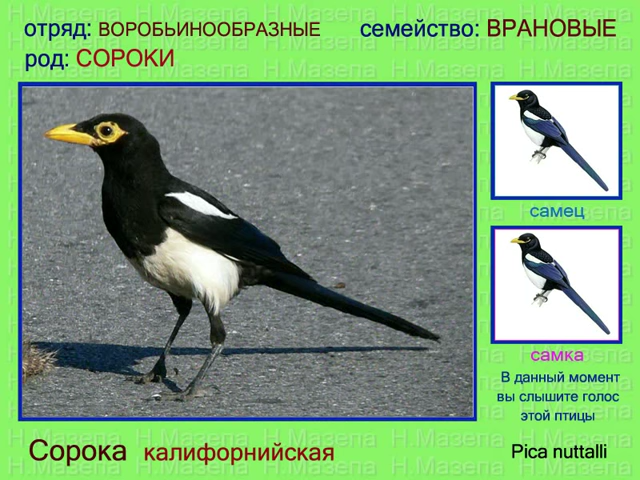 отряд: ВОРОБЬИНООБРАЗНЫЕ семейство: ВРАНОВЫЕ
род: СОРОКИ
самец
самка
В данный момент
вы слышите голос
этой птицы
Сорока калифорнийская
Pica nuttalli
Н.Мазепа